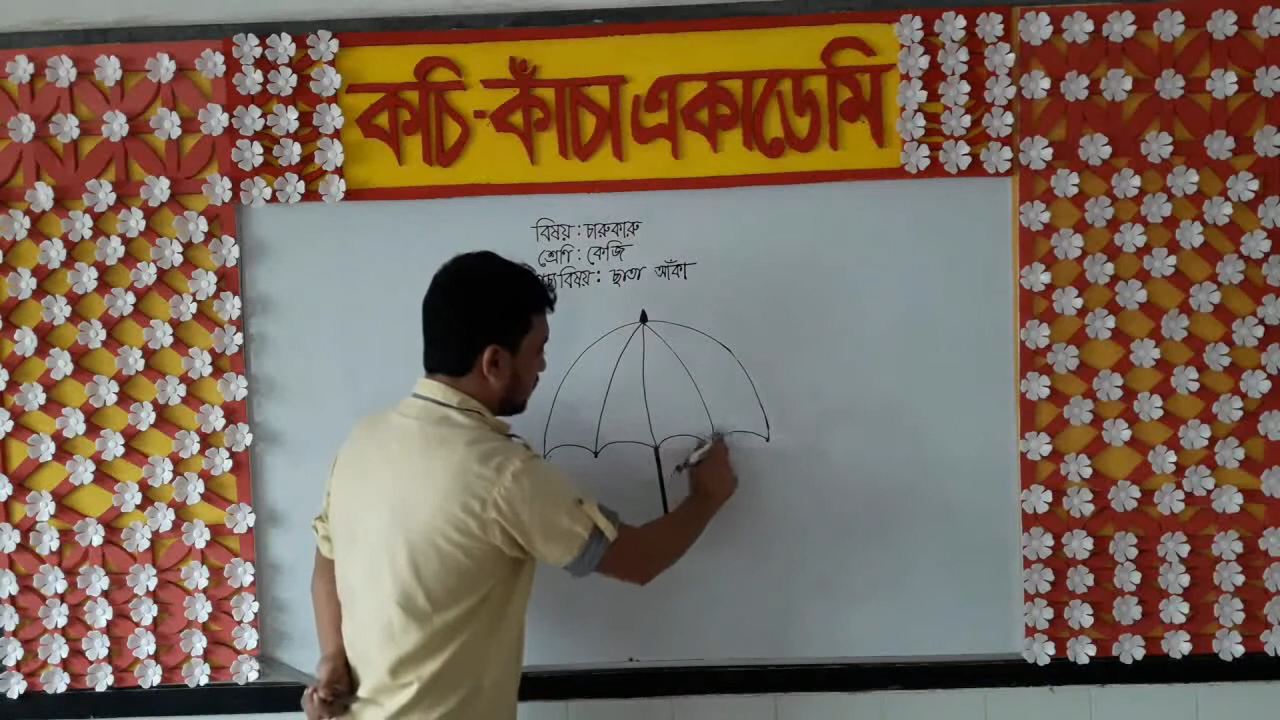 কচি-কাঁচা একাডেমি
বিষয় : চারুকারু
শ্রেণি : কেজি
বিষয় : ছাতা আঁকা